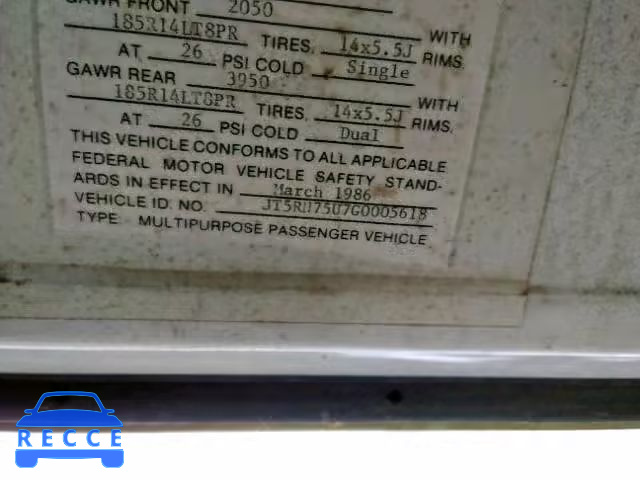 GAWR FRONT 2050 WITH
185R14LT8PR TIRES, 14x5.5J RIMS,
AT 26 PSI COLD Single
GAWR REAR 3950 WITH
185R14LT8PR TIRES, 14x5.5J RIMS,
AT 26 PSI COLD Dual
THIS VEHICLE CONFORMS TO ALL APPLICABLE
FEDERAL MOTOR VEHICLE SAFETY STAND-
ARDS IN EFFECT IN March 1986
VEHICLE ID. NO.
TYPE: MULTIPURPOSE PASSENGER VEHICLE
RECCE